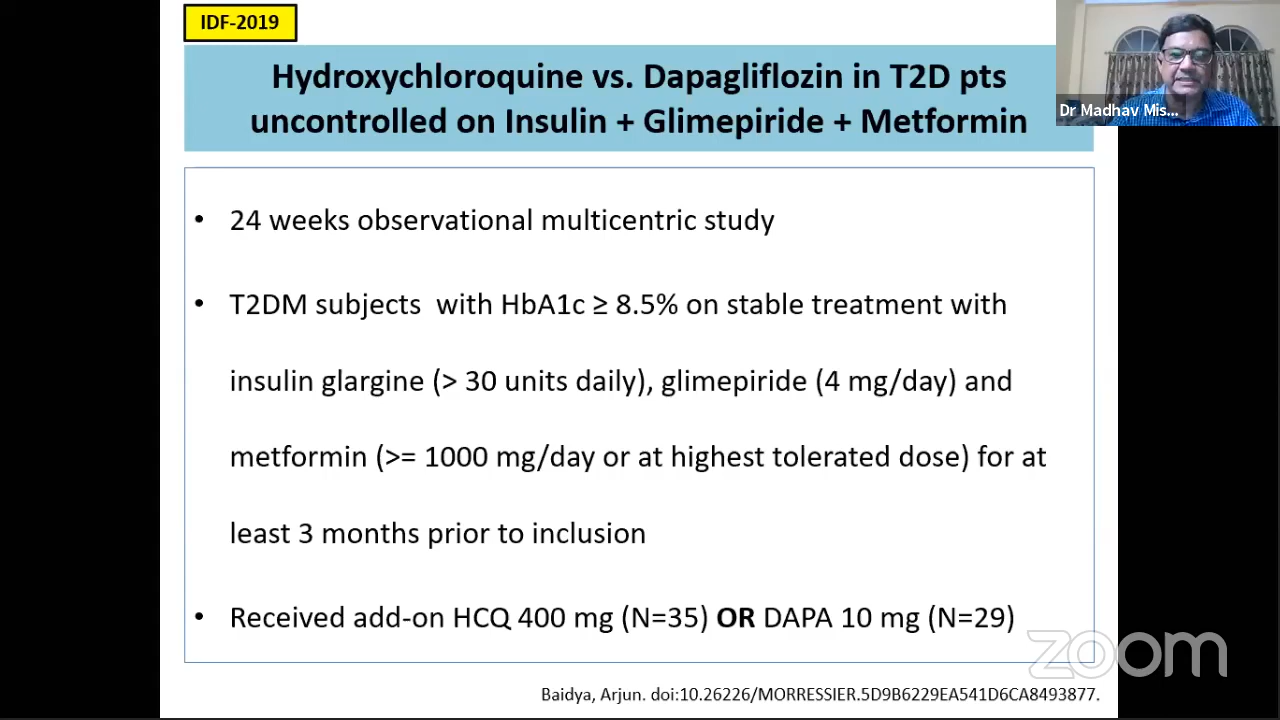 IDF-2019
Hydroxychloroquine vs. Dapagliflozin in T2D pts
uncontrolled on Insulin + Glimepiride + Metformin
Dr Madhav Mis...
• 24 weeks observational multicentric study
• T2DM subjects with HbA1c ≥ 8.5% on stable treatment with
insulin glargine (> 30 units daily), glimepiride (4 mg/day) and
metformin (>= 1000 mg/day or at highest tolerated dose) for at
least 3 months prior to inclusion
• Received add-on HCQ 400 mg (N=35) OR DAPA 10 mg (N=29)
zoom
Baidya, Arjun. doi:10.26226/MORRESSIER.5D9B6229EA541D6CA8493877.